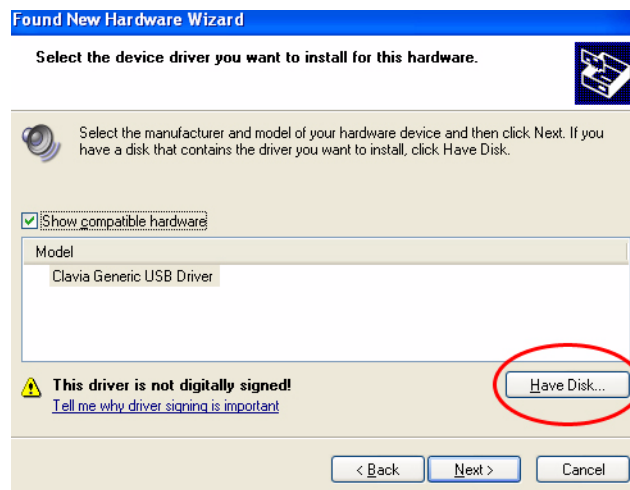 Found New Hardware Wizard
Select the device driver you want to install for this hardware.
Select the manufacturer and model of your hardware device and then click Next. If you
have a disk that contains the driver you want to install, click Have Disk.
Show compatible hardware
Model
Clavia Generic USB Driver
This driver is not digitally signed!
Tell me why driver signing is important
Have Disk...
< Back
Next >
Cancel